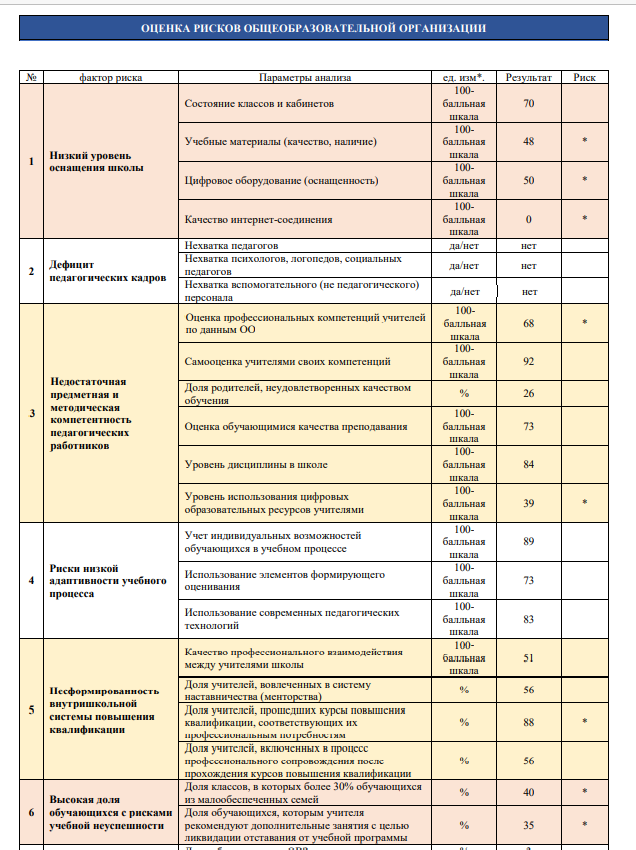 ОЦЕНКА РИСКОВ ОБЩЕОБРАЗОВАТЕЛЬНОЙ ОРГАНИЗАЦИИ
№ фактор риска Параметры анализа ед. изм*. Результат Риск
1
Низкий уровень
оснащения школы
Состояние классов и кабинетов
100-
балльная
шкала
70
Учебные материалы (качество, наличие)
100-
балльная
шкала
48 *
Цифровое оборудование (оснащенность)
100-
балльная
шкала
50 *
Качество интернет-соединения
100-
балльная
шкала
0 *
2
Дефицит
педагогических кадров
Нехватка педагогов да/нет нет
Нехватка психологов, логопедов, социальных
педагогов
да/нет нет
Нехватка вспомогательного (не педагогического)
персонала
да/нет нет
3
Недостаточная
предметная и
методическая
компетентность
педагогических
работников
Оценка профессиональных компетенций учителей
по данным ОО
100-
балльная
шкала
68 *
Самооценка учителями своих компетенций
100-
балльная
шкала
92
Доля родителей, неудовлетворенных качеством
обучения
% 26
Оценка обучающимися качества преподавания
100-
балльная
шкала
73
Уровень дисциплины в школе
100-
балльная
шкала
84
Уровень использования цифровых
образовательных ресурсов учителями
100-
балльная
шкала
39 *
4
Риски низкой
адаптивности учебного
процесса
Учет индивидуальных возможностей
обучающихся в учебном процессе
100-
балльная
шкала
89
Использование элементов формирующего
оценивания
100-
балльная
шкала
73
Использование современных педагогических
технологий
100-
балльная
шкала
83
5
Несформированность
внутришкольной
системы повышения
квалификации
Качество профессионального взаимодействия
между учителями школы
100-
балльная
шкала
51
Доля учителей, вовлеченных в систему
наставничества (менторства)
% 56
Доля учителей, прошедших курсы повышения
квалификации, соответствующих их
профессиональным потребностям
% 88 *
Доля учителей, включенных в процесс
профессионального сопровождения после
прохождения курсов повышения квалификации
% 56
6
Высокая доля
обучающихся с рисками
учебной неуспешности
Доля классов, в которых более 30% обучающихся
из малообеспеченных семей
% 40 *
Доля обучающихся, которым учителя
рекомендуют дополнительные занятия с целью
ликвидации отставания от учебной программы
% 35 *